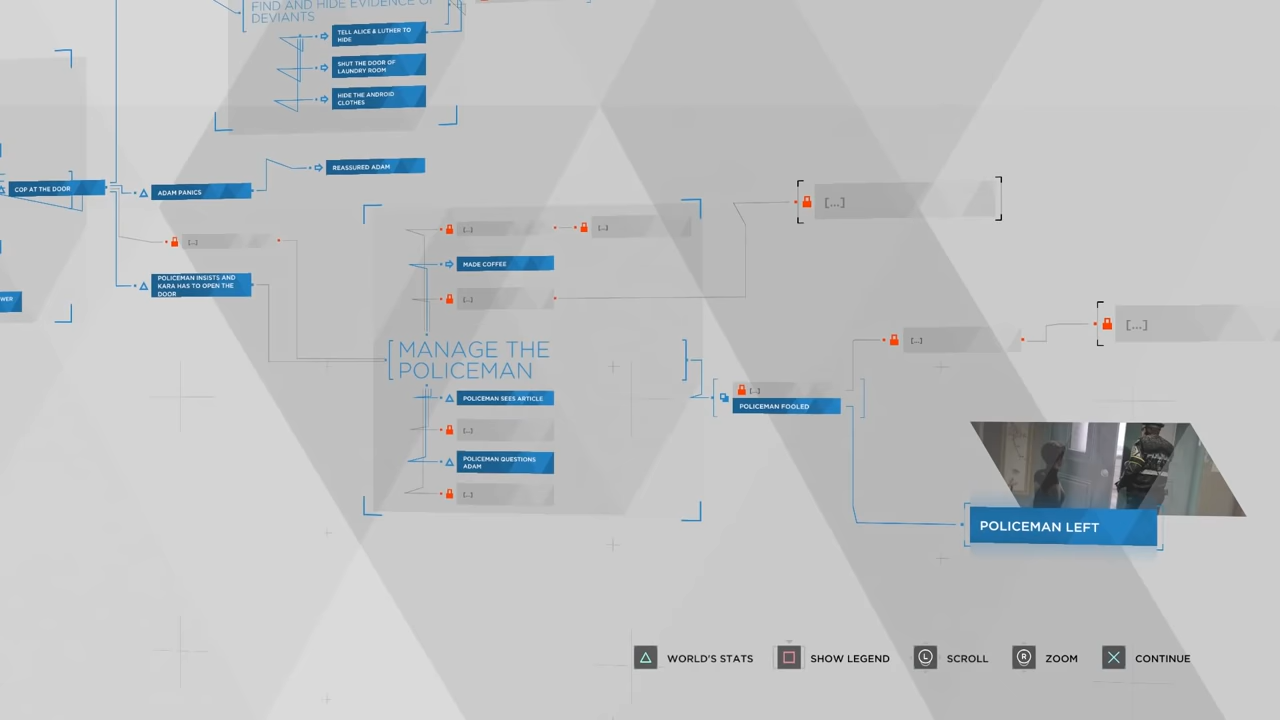 FIND AND HIDE EVIDENCE OF
DEVIANTS
TELL ALICE & LUTHER TO
HIDE
SHUT THE DOOR OF
LAUNDRY ROOM
HIDE THE ANDROID
CLOTHES
REASSURED ADAM
COP AT THE DOOR
ADAM PANICS
[...]
[...]
[...]
[...]
MADE COFFEE
POLICEMAN INSISTS AND
KARA HAS TO OPEN THE
DOOR
WER
[...]
[...]
[...]
MANAGE THE
POLICEMAN
[...]
POLICEMAN SEES ARTICLE
POLICEMAN FOOLED
[...]
POLICEMAN QUESTIONS
ADAM
[...]
POLICEMAN LEFT
WORLD'S STATS
SHOW LEGEND
L
SCROLL
R
ZOOM
CONTINUE